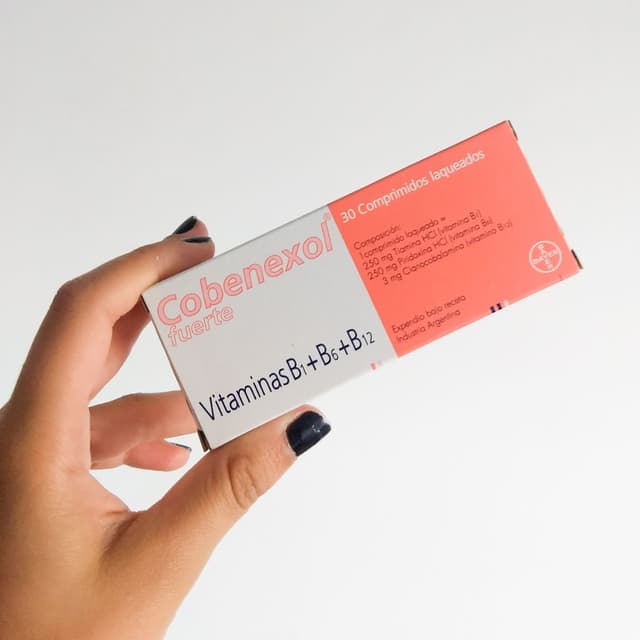 Cobenexol®
fuerte
Vitaminas B1+B6+B12
30 Comprimidos laqueados
Composición:
1 comprimido laqueado =
250 mg Tiamina HCl (vitamina B1)
250 mg Piridoxina HCl (vitamina B6)
3 mg Cianocobalamina (vitamina B12)
Expendio bajo receta
Industria Argentina
BAYER